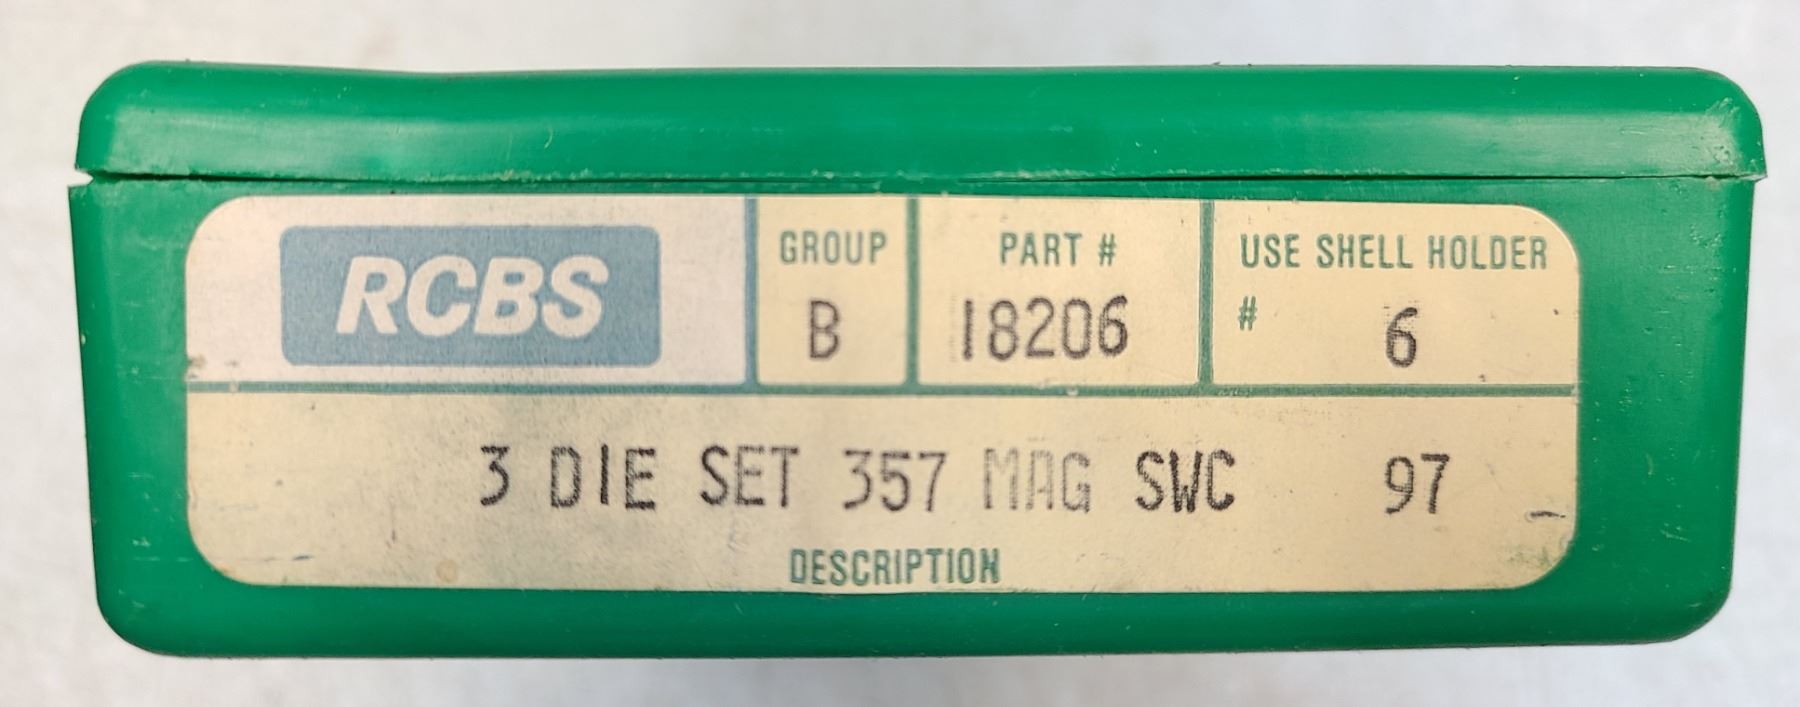 RCBS
GROUP
B
PART #
18206
USE SHELL HOLDER
# 6
3 DIE SET 357 MAG SWC 97
DESCRIPTION